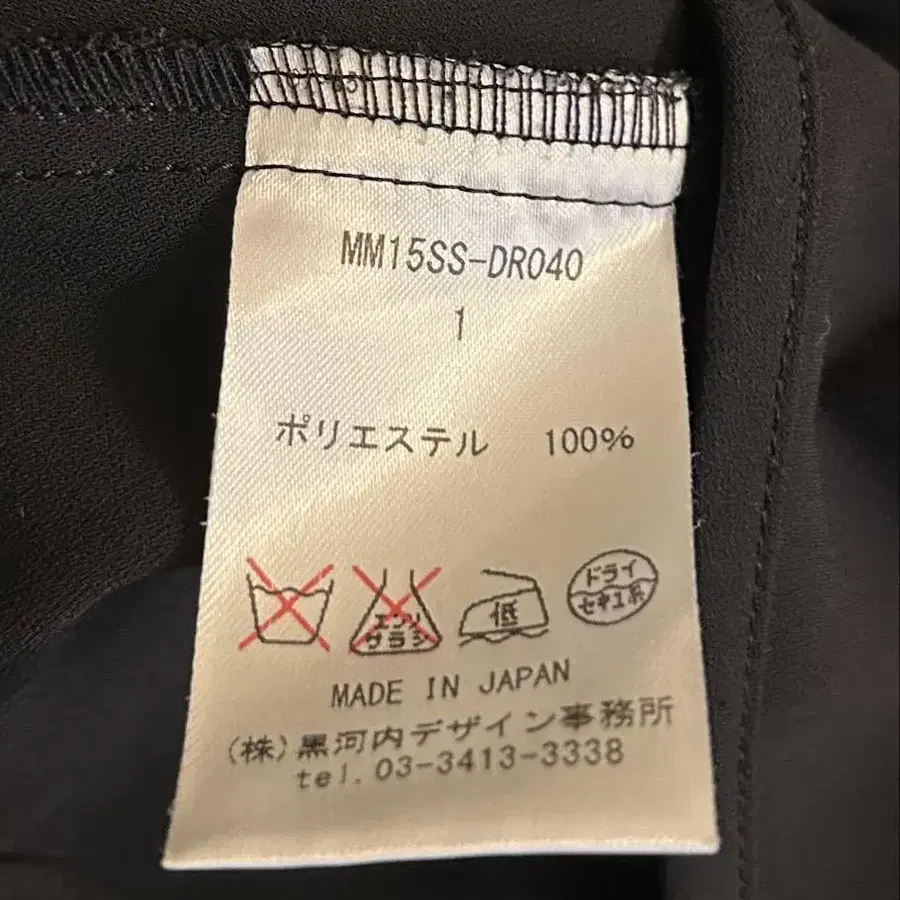 MM15SS-DR040
1
ポリエステル 100%
エンソ
サラシ
低
ドライ
セキユ系
MADE IN JAPAN
(株)黒河内デザイン事務所
tel. 03-3413-3338